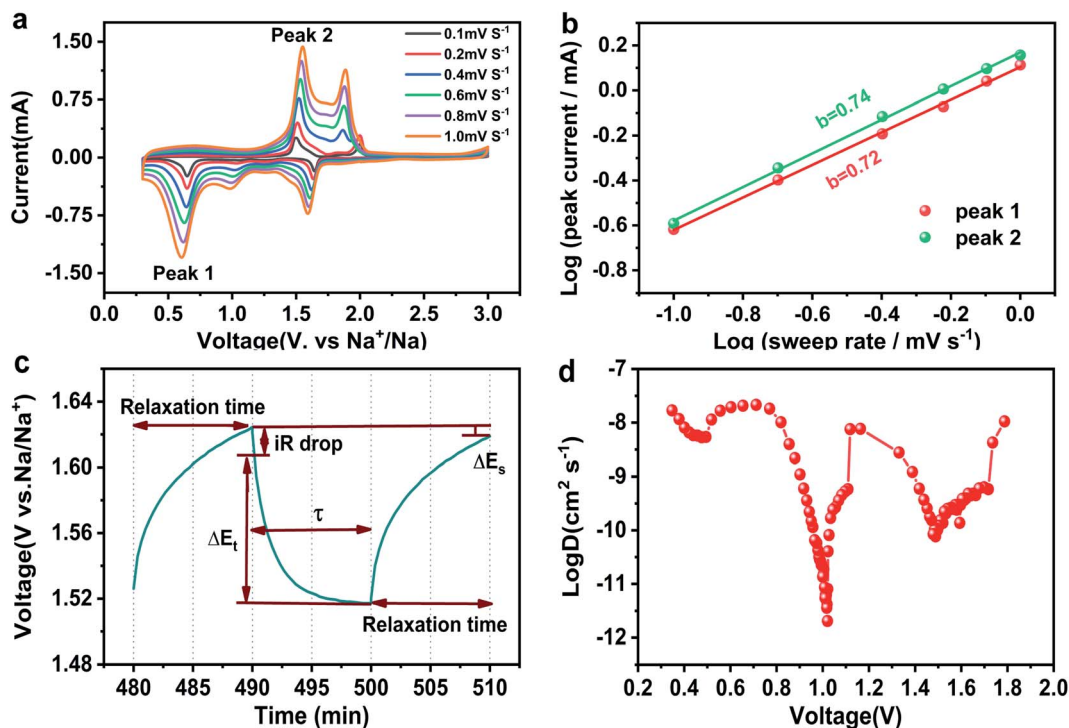 a
Current(mA)
1.50
0.75
0.00
-0.75
-1.50
Peak 2
Peak 1
0.1mV S⁻¹
0.2mV S⁻¹
0.4mV S⁻¹
0.6mV S⁻¹
0.8mV S⁻¹
1.0mV S⁻¹
0.0 0.5 1.0 1.5 2.0 2.5 3.0
Voltage(V. vs Na⁺/Na)
b
Log (peak current / mA)
0.2
0.0
-0.2
-0.4
-0.6
-0.8
b=0.74
b=0.72
peak 1
peak 2
-1.0 -0.8 -0.6 -0.4 -0.2 0.0
Log (sweep rate / mV s⁻¹)
c
Voltage(V vs.Na/Na⁺)
1.64
1.60
1.56
1.52
1.48
Relaxation time
iR drop
ΔEₛ
τ
ΔEₜ
Relaxation time
480 485 490 495 500 505 510
Time (min)
d
LogD(cm² s⁻¹)
-7
-8
-9
-10
-11
-12
0.2 0.4 0.6 0.8 1.0 1.2 1.4 1.6 1.8 2.0
Voltage(V)